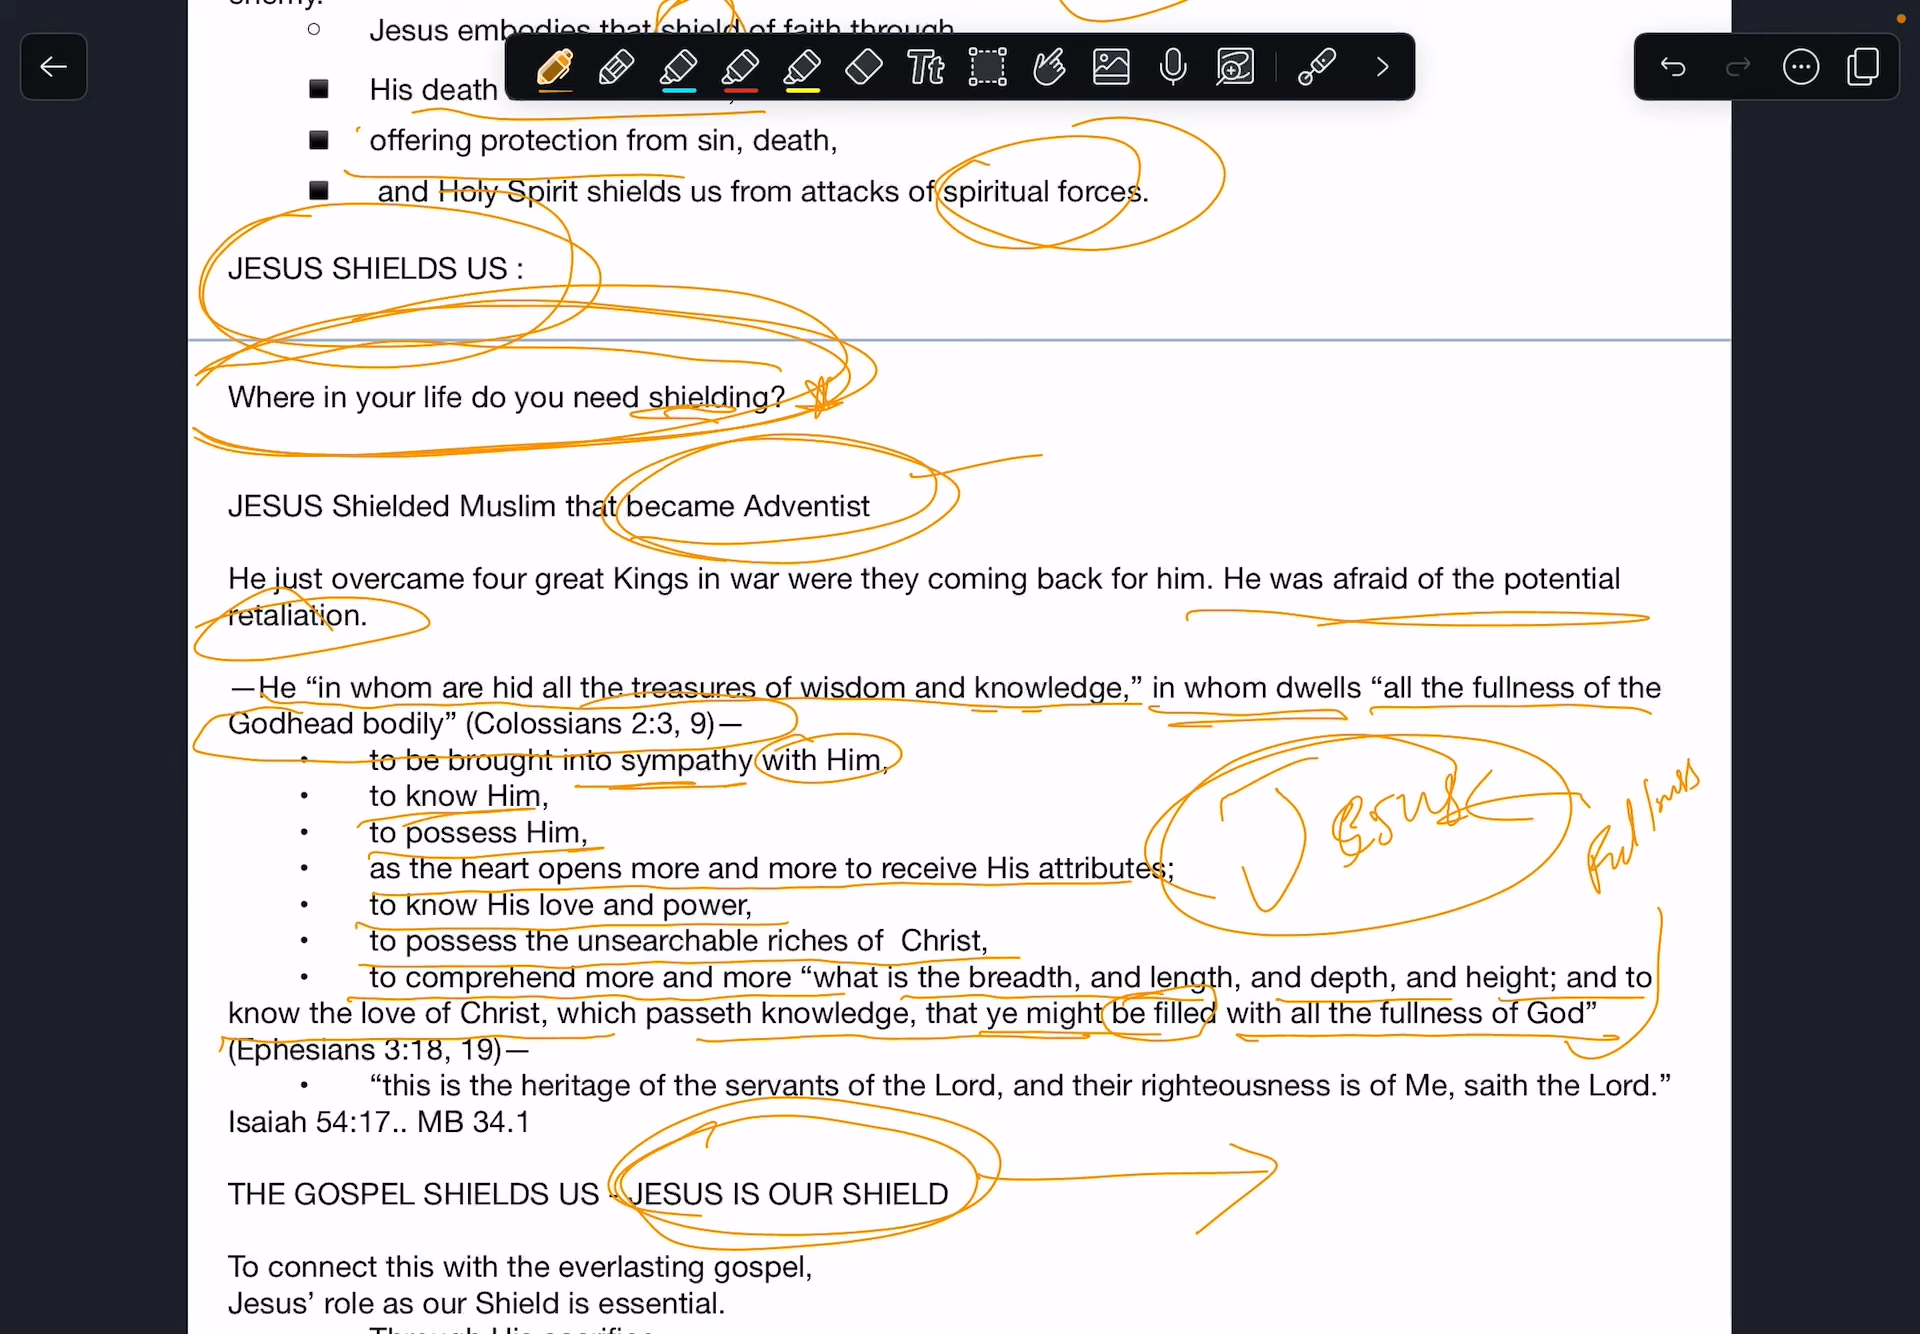 enemy.
Jesus embodies that shield of faith through
His death
offering protection from sin, death,
and Holy Spirit shields us from attacks of spiritual forces.
JESUS SHIELDS US :
Where in your life do you need shielding?
JESUS Shielded Muslim that became Adventist
He just overcame four great Kings in war were they coming back for him. He was afraid of the potential
retaliation.
—He “in whom are hid all the treasures of wisdom and knowledge,” in whom dwells “all the fullness of the
Godhead bodily” (Colossians 2:3, 9)—
• to be brought into sympathy with Him,
• to know Him,
• to possess Him,
• as the heart opens more and more to receive His attributes;
• to know His love and power,
• to possess the unsearchable riches of Christ,
• to comprehend more and more “what is the breadth, and length, and depth, and height; and to
know the love of Christ, which passeth knowledge, that ye might be filled with all the fullness of God”
(Ephesians 3:18, 19)—
• “this is the heritage of the servants of the Lord, and their righteousness is of Me, saith the Lord.”
Isaiah 54:17.. MB 34.1
THE GOSPEL SHIELDS US - JESUS IS OUR SHIELD
To connect this with the everlasting gospel,
Jesus’ role as our Shield is essential.
Through His sacrifice
Jesus
fullness
Tt